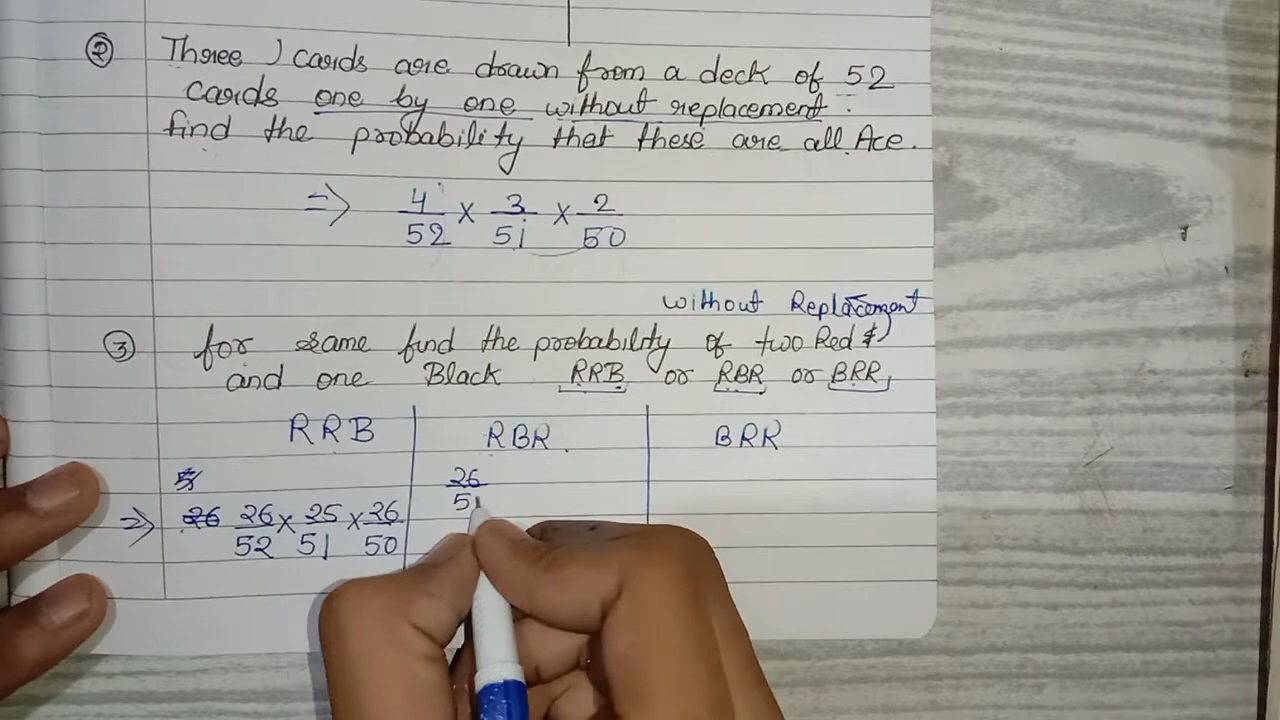 ② Three cards are drawn from a deck of 52
cards one by one without replacement.
find the probability that these are all Ace.
=> 4/52 × 3/51 × 2/50
without Replacement
③ for same find the probability of two Red &
and one Black RRB or RBR or BRR,
RRB RBR BRR
26/5
=> 26 26/52 × 25/51 × 26/50